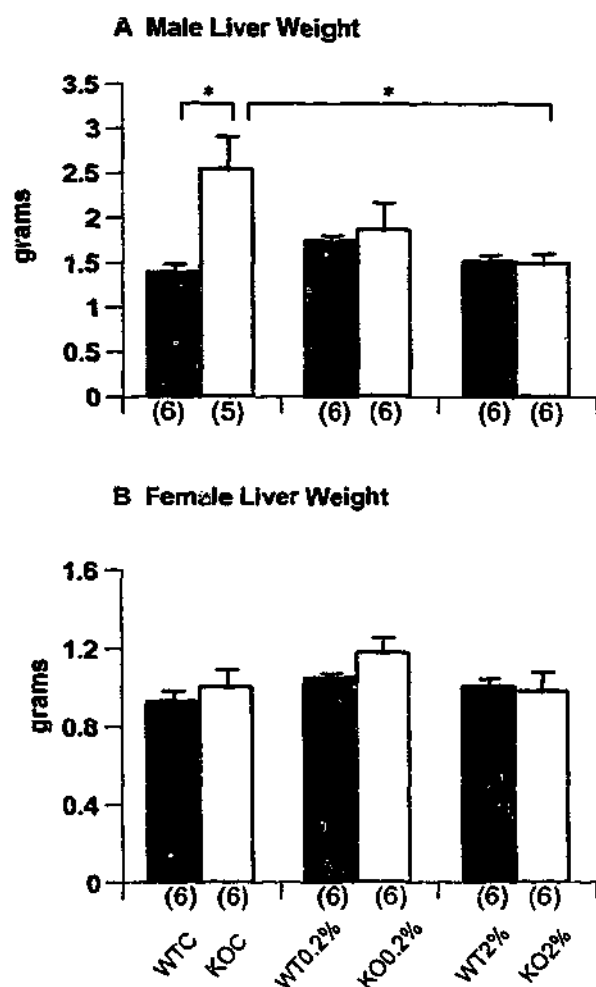 A Male Liver Weight
3.5
*
*
3
2.5
2
1.5
1
0.5
0
grams
(6) (5) (6) (6) (6) (6)
B Female Liver Weight
1.6
1.2
0.8
0.4
0
grams
(6) (6) (6) (6) (6) (6)
WTC KOC WT0.2% KO0.2% WT2% KO2%